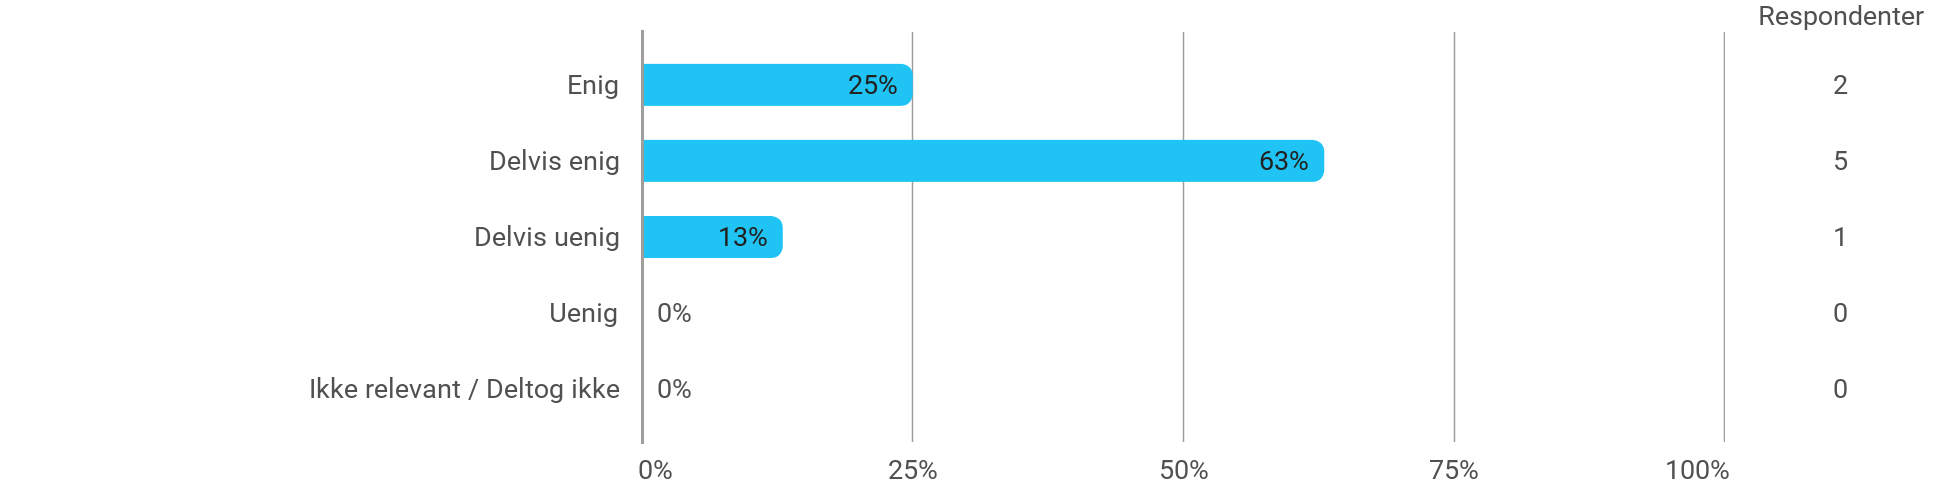 Respondenter
Enig 25% 2
Delvis enig 63% 5
Delvis uenig 13% 1
Uenig 0% 0
Ikke relevant / Deltog ikke 0% 0
0% 25% 50% 75% 100%